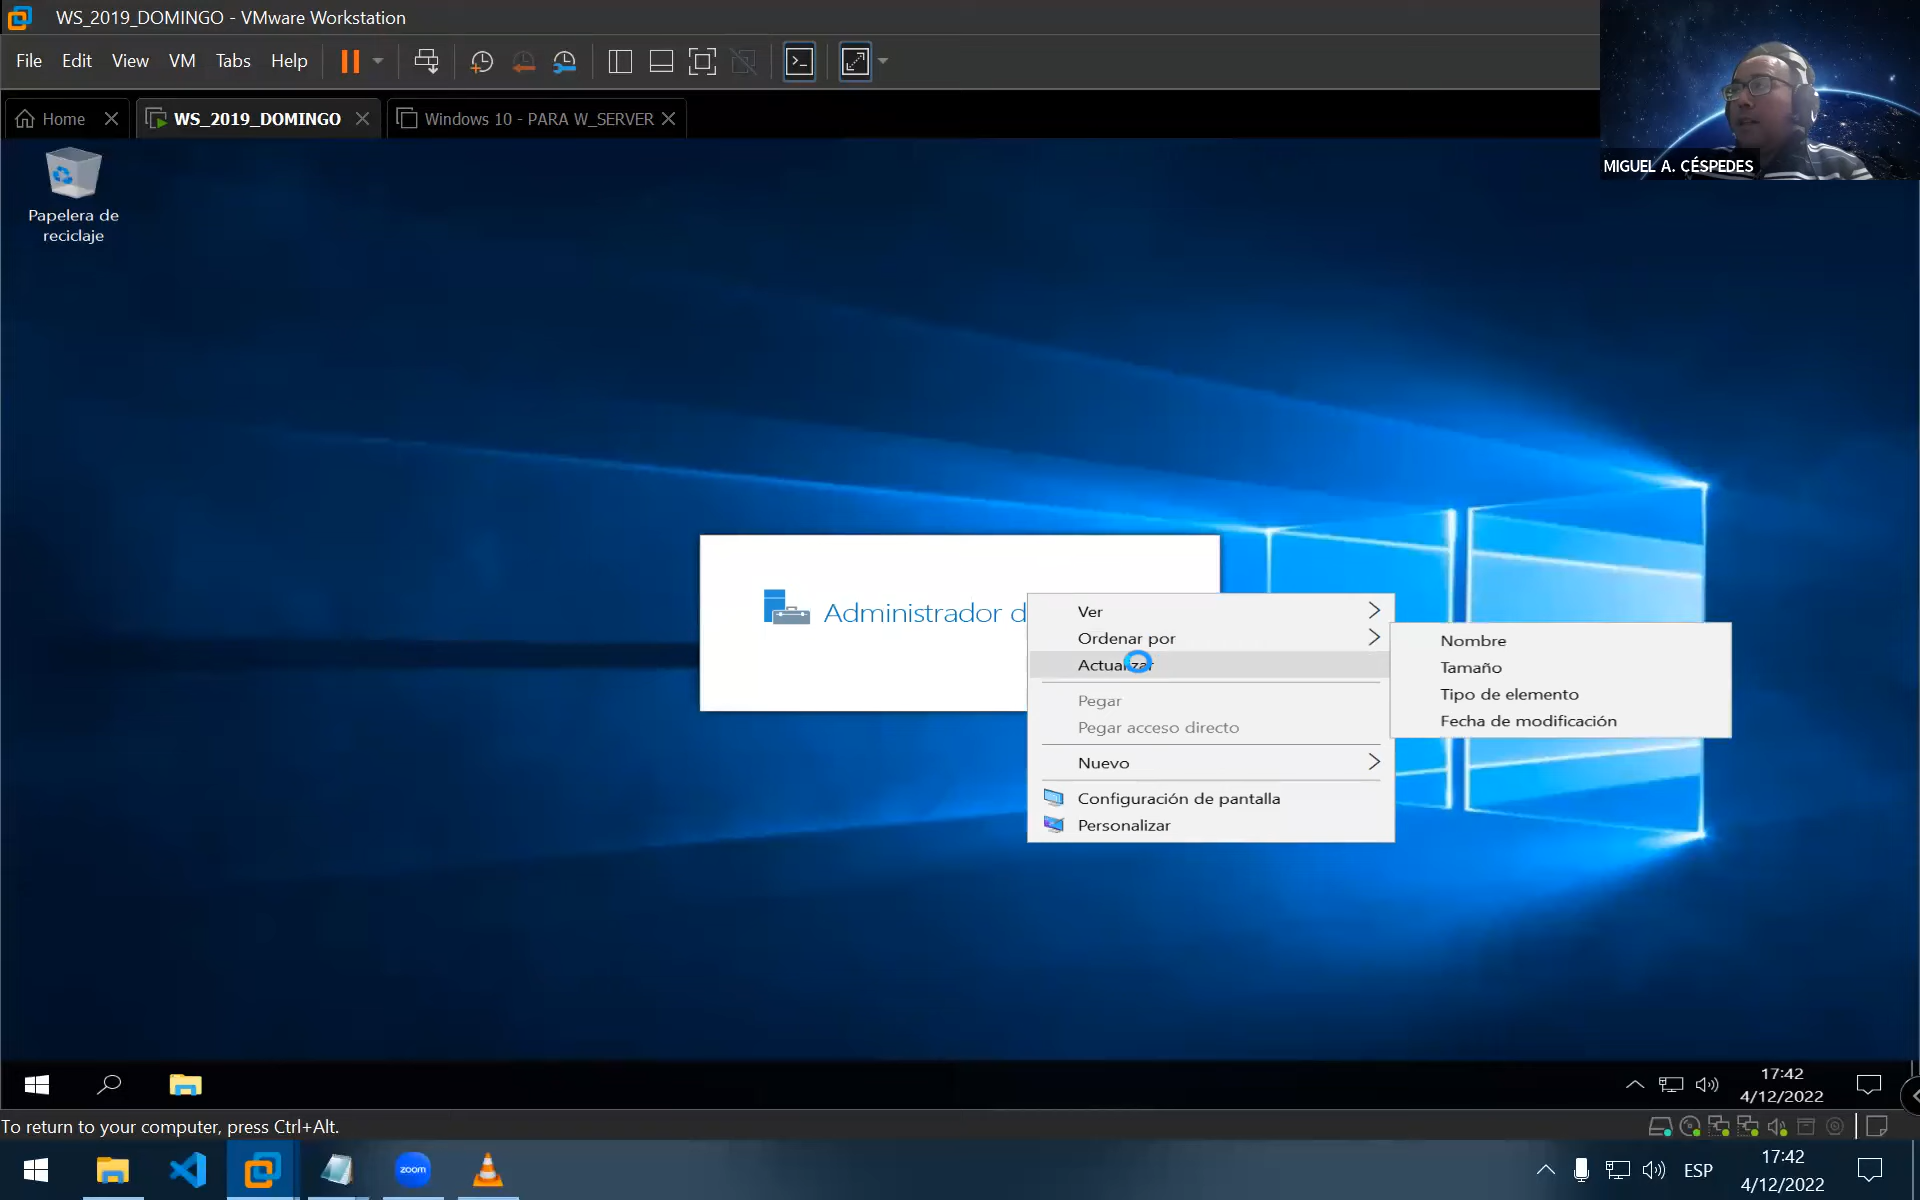 WS_2019_DOMINGO - VMware Workstation
File Edit View VM Tabs Help
Home
WS_2019_DOMINGO
Windows 10 - PARA W_SERVER
MIGUEL A. CÉSPEDES
Papelera de
reciclaje
Administrador d
Ver
Ordenar por
Actualizar
Pegar
Pegar acceso directo
Nuevo
Configuración de pantalla
Personalizar
Nombre
Tamaño
Tipo de elemento
Fecha de modificación
17:42
4/12/2022
To return to your computer, press Ctrl+Alt.
zoom
ESP
17:42
4/12/2022